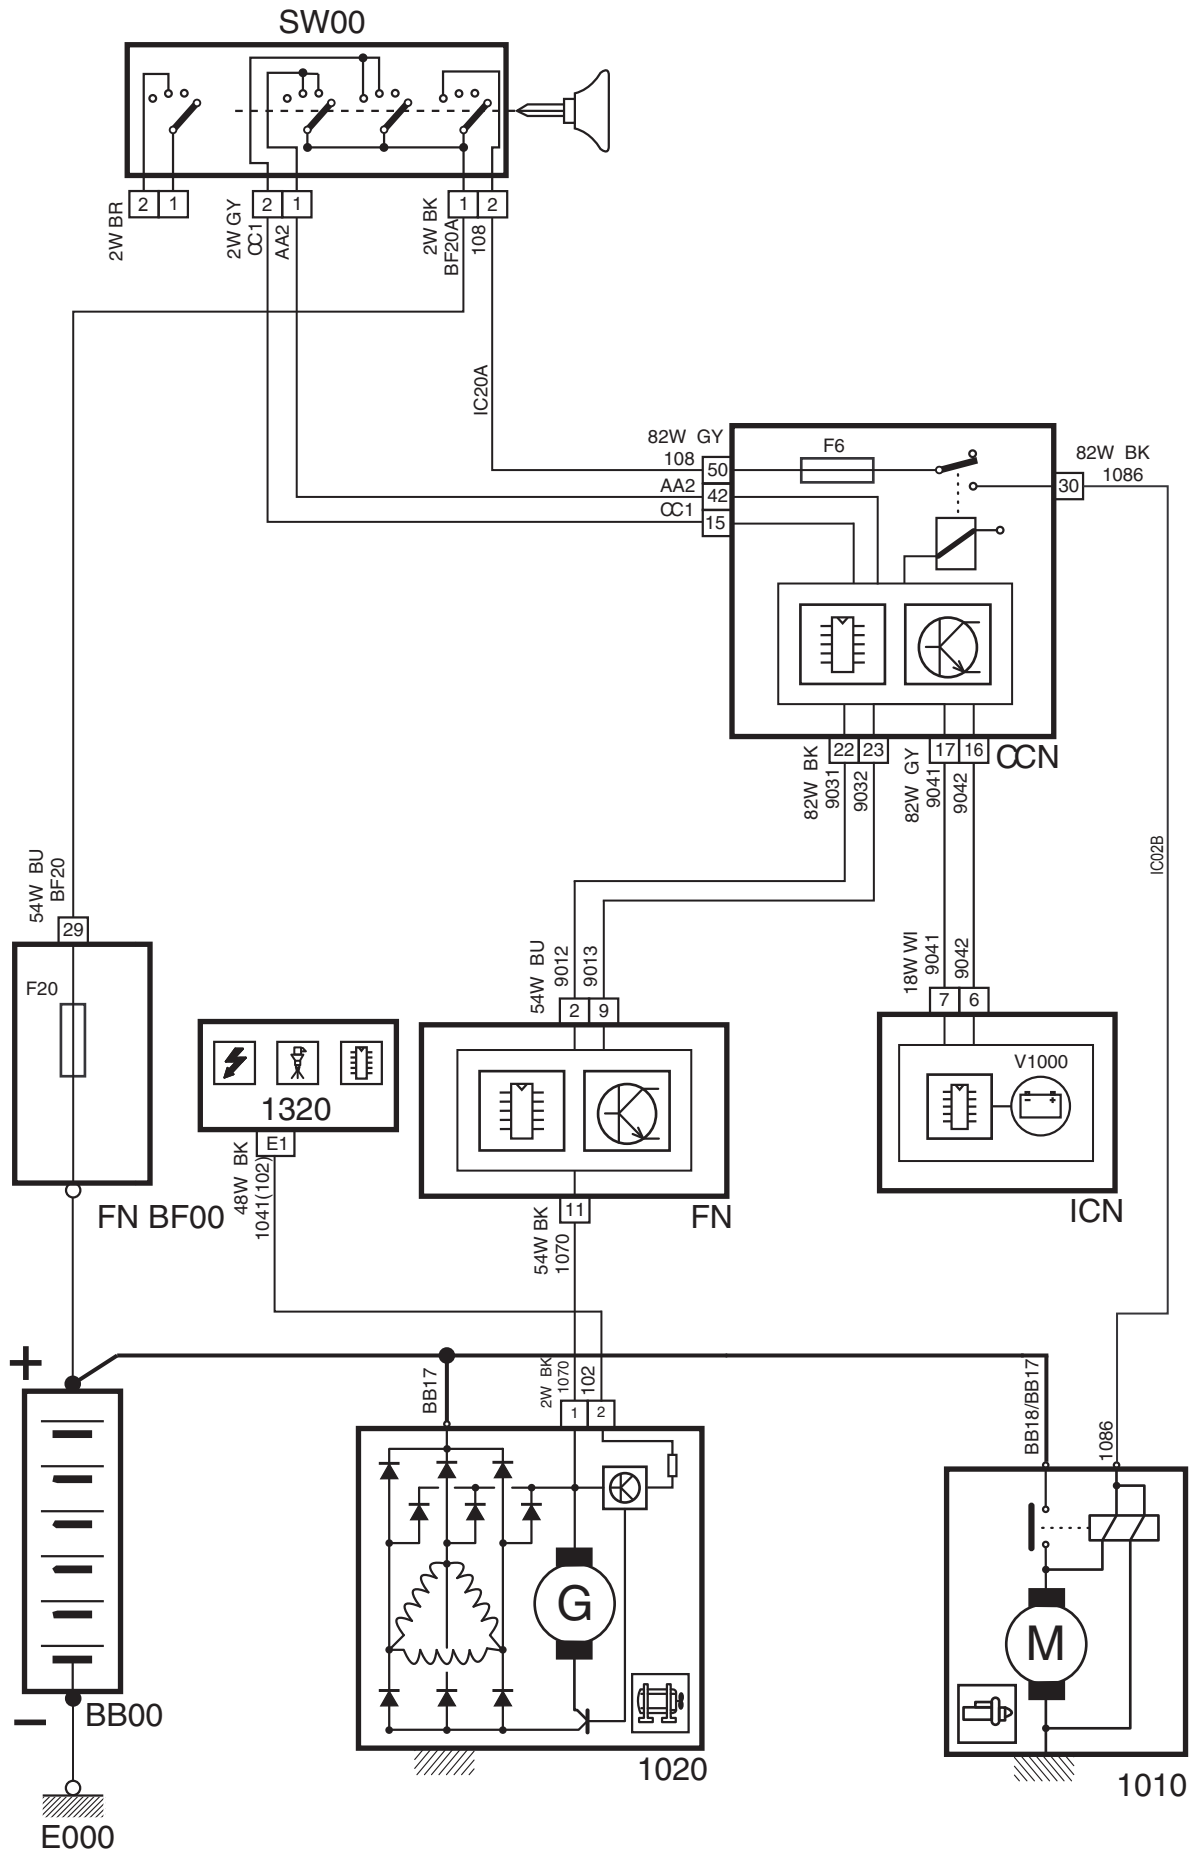 SW00
2 1
2 1
1 2
2W BR
2W GY
CC1
AA2
2W BK
BF20A
108
IC20A
82W GY
108
AA2
CC1
50
42
15
F6
30
82W BK
1086
22 23
17 16
CCN
82W BK
9031
9032
82W GY
9041
9042
IC02B
54W BU
BF20
29
F20
FN BF00
1320
E1
48W BK
1041(102)
54W BU
9012
9013
2 9
FN
11
54W BK
1070
18W WI
9041
9042
7 6
V1000
- +
ICN
+
−
BB00
E000
BB17
2W BK
1070
102
1 2
G
1020
BB18/BB17
1086
M
1010